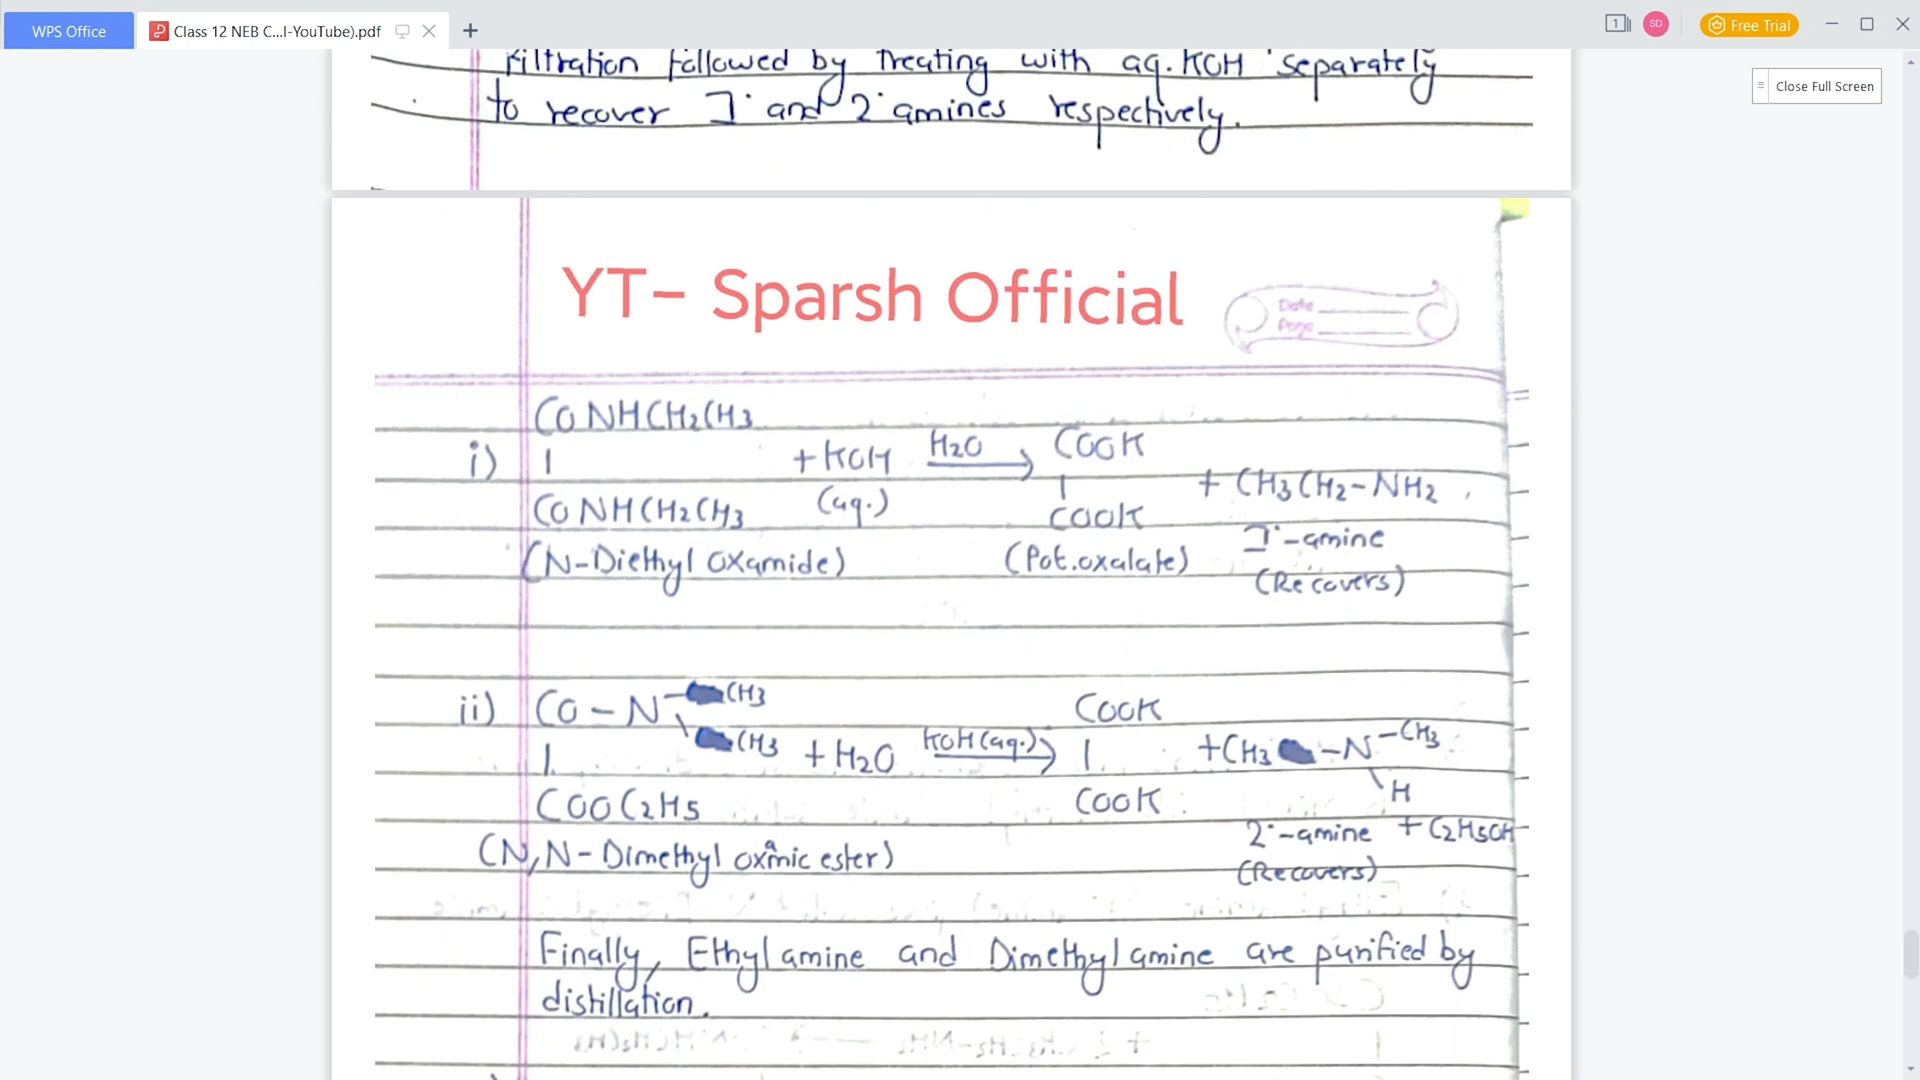 WPS Office
Class 12 NEB C...l-YouTube).pdf
1
SD
Free Trial
Close Full Screen
Filtration followed by Treating with aq.KOH separately
to recover 1° and 2° amines respectively.
YT- Sparsh Official
Date
Page
CONHCH2CH3
i) | +KOH H2O COOK
| + CH3CH2-NH2
CONHCH2CH3 (aq.) COOK
1°-amine
(N-Diethyl oxamide) (Pot.oxalate)
(Recovers)
ii) CO-N CH3 COOK
CH3 +H2O KOH(aq.) | +CH3 -N -CH3
H
COOC2H5 COOK
2°-amine + C2H5OH
(N,N-Dimethyl oxamic ester)
(Recovers)
Finally, Ethyl amine and Dimethyl amine are purified by
distillation.